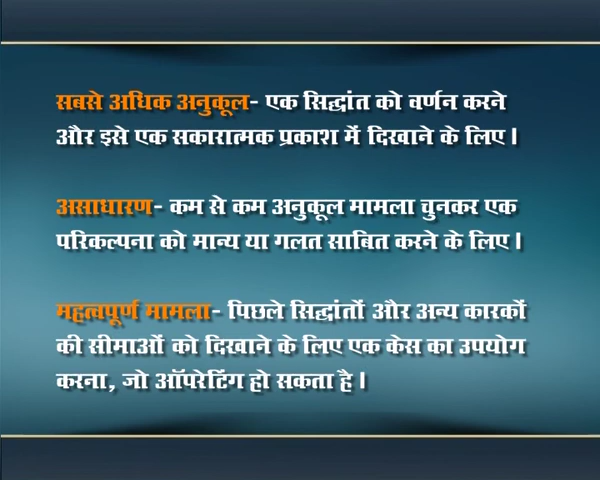 सबसे अधिक अनुकूल- एक सिद्धांत को वर्णन करने
और इसे एक सकारात्मक प्रकाश में दिखाने के लिए।
असाधारण- कम से कम अनुकूल मामला चुनकर एक
परिकल्पना को मान्य या गलत साबित करने के लिए।
महत्वपूर्ण मामला- पिछले सिद्धांतों और अन्य कारकों
की सीमाओं को दिखाने के लिए एक केस का उपयोग
करना, जो ऑपरेटिंग हो सकता है।